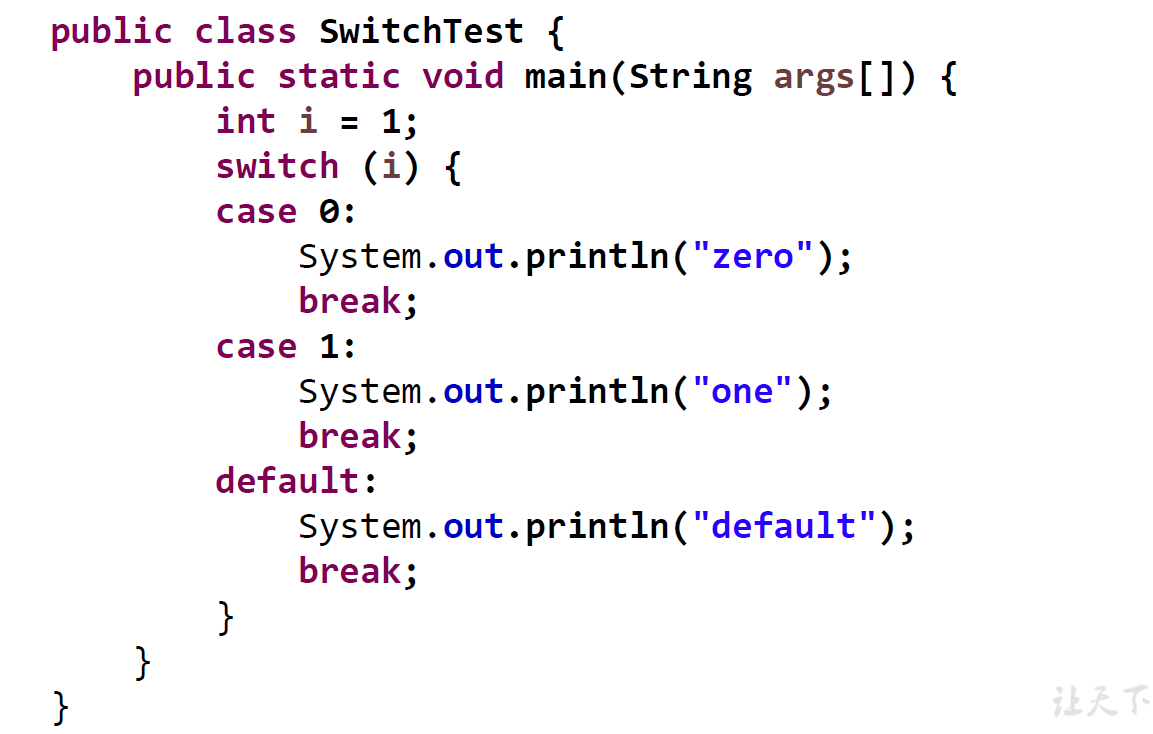 public class SwitchTest {
    public static void main(String args[]) {
        int i = 1;
        switch (i) {
        case 0:
            System.out.println("zero");
            break;
        case 1:
            System.out.println("one");
            break;
        default:
            System.out.println("default");
            break;
        }
    }
}
让天下